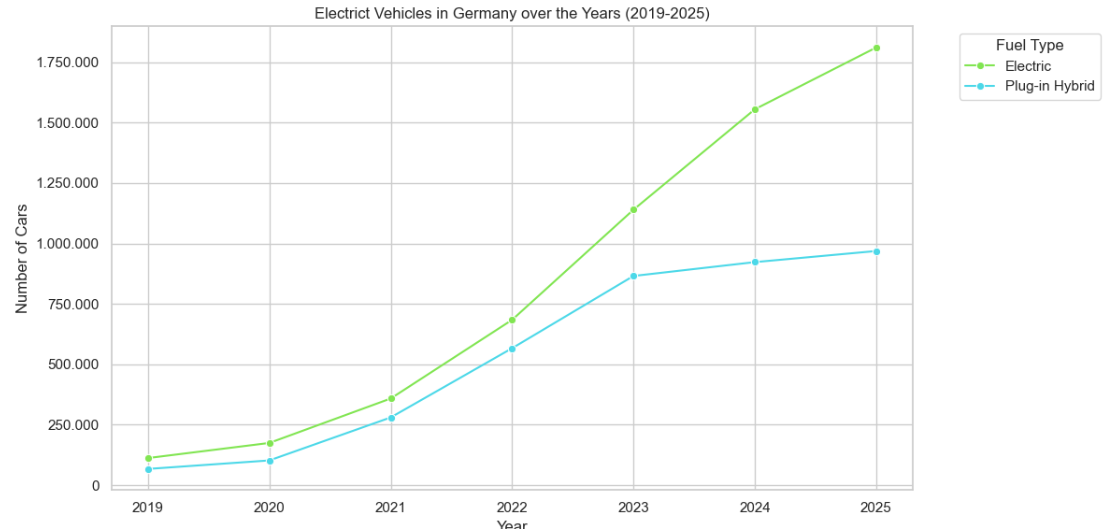 Electrict Vehicles in Germany over the Years (2019-2025)
Fuel Type
Electric
Plug-in Hybrid
Number of Cars
1.750.000
1.500.000
1.250.000
1.000.000
750.000
500.000
250.000
0
2019 2020 2021 2022 2023 2024 2025
Year